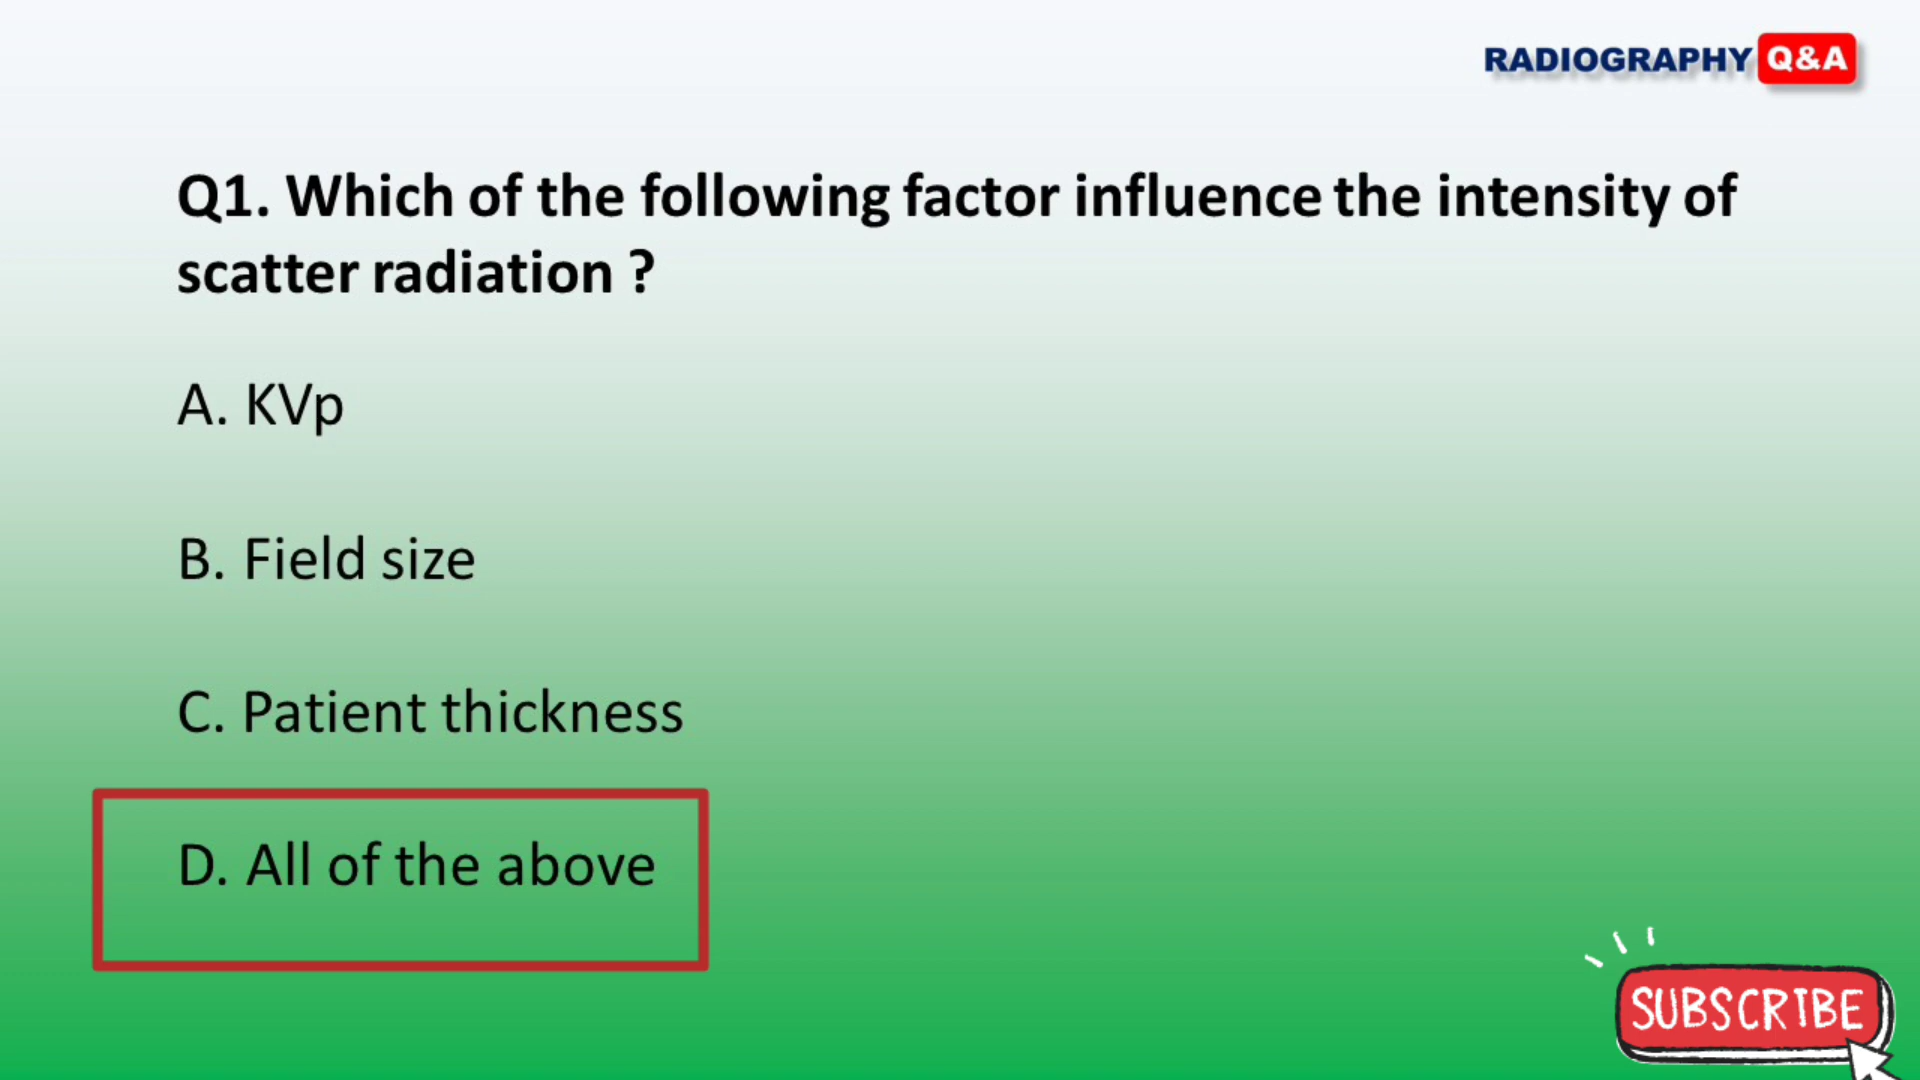 RADIOGRAPHY Q&A
Q1. Which of the following factor influence the intensity of
scatter radiation ?
A. KVp
B. Field size
C. Patient thickness
D. All of the above
SUBSCRIBE